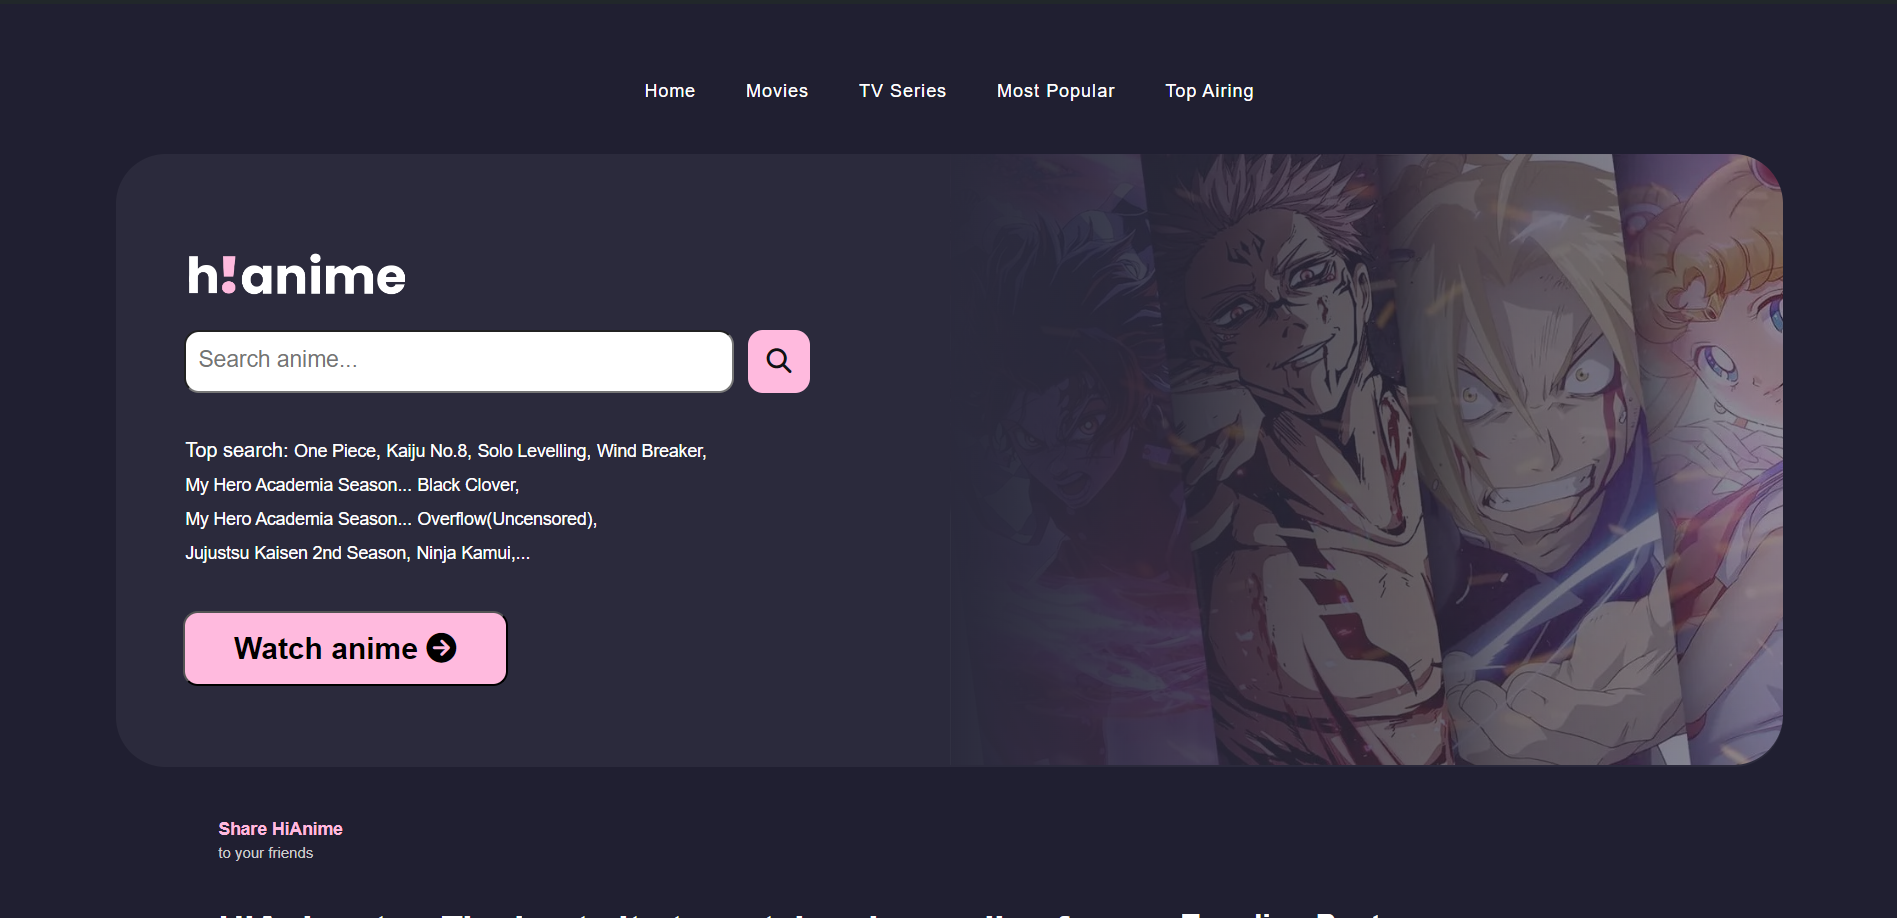 Home Movies TV Series Most Popular Top Airing
h!anime
Search anime...
Top search: One Piece, Kaiju No.8, Solo Levelling, Wind Breaker,
My Hero Academia Season... Black Clover,
My Hero Academia Season... Overflow(Uncensored),
Jujustsu Kaisen 2nd Season, Ninja Kamui,...
Watch anime
Share HiAnime
to your friends